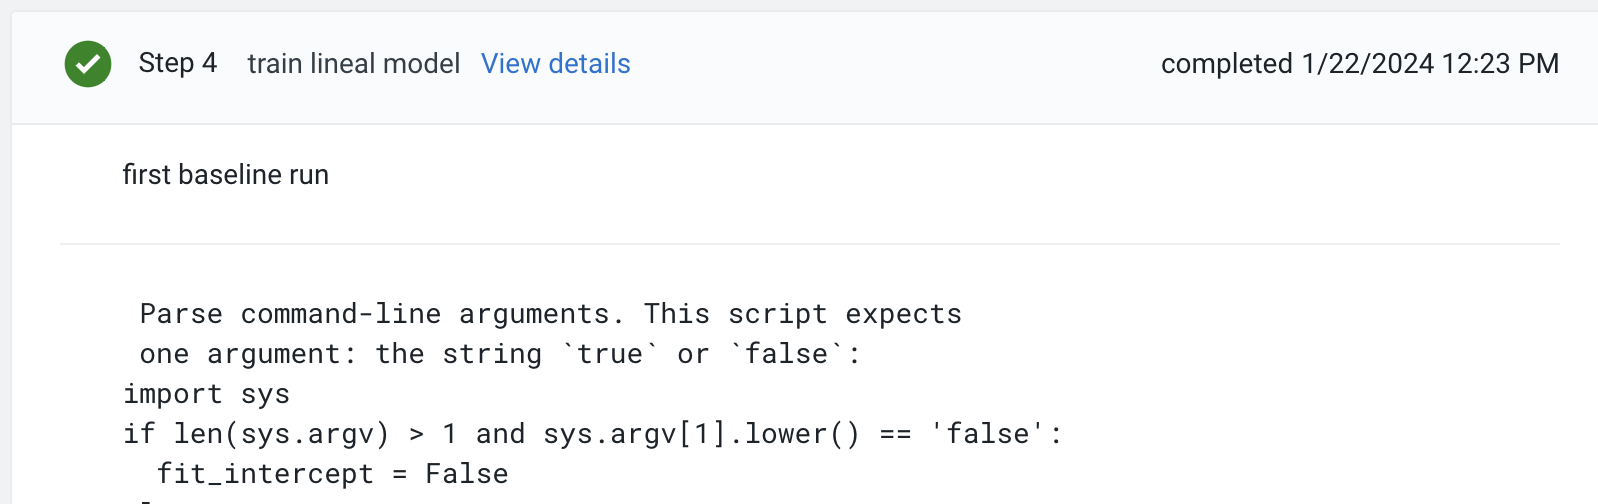 Step 4 train lineal model View details completed 1/22/2024 12:23 PM
first baseline run
Parse command-line arguments. This script expects
one argument: the string `true` or `false`:
import sys
if len(sys.argv) > 1 and sys.argv[1].lower() == 'false':
fit_intercept = False